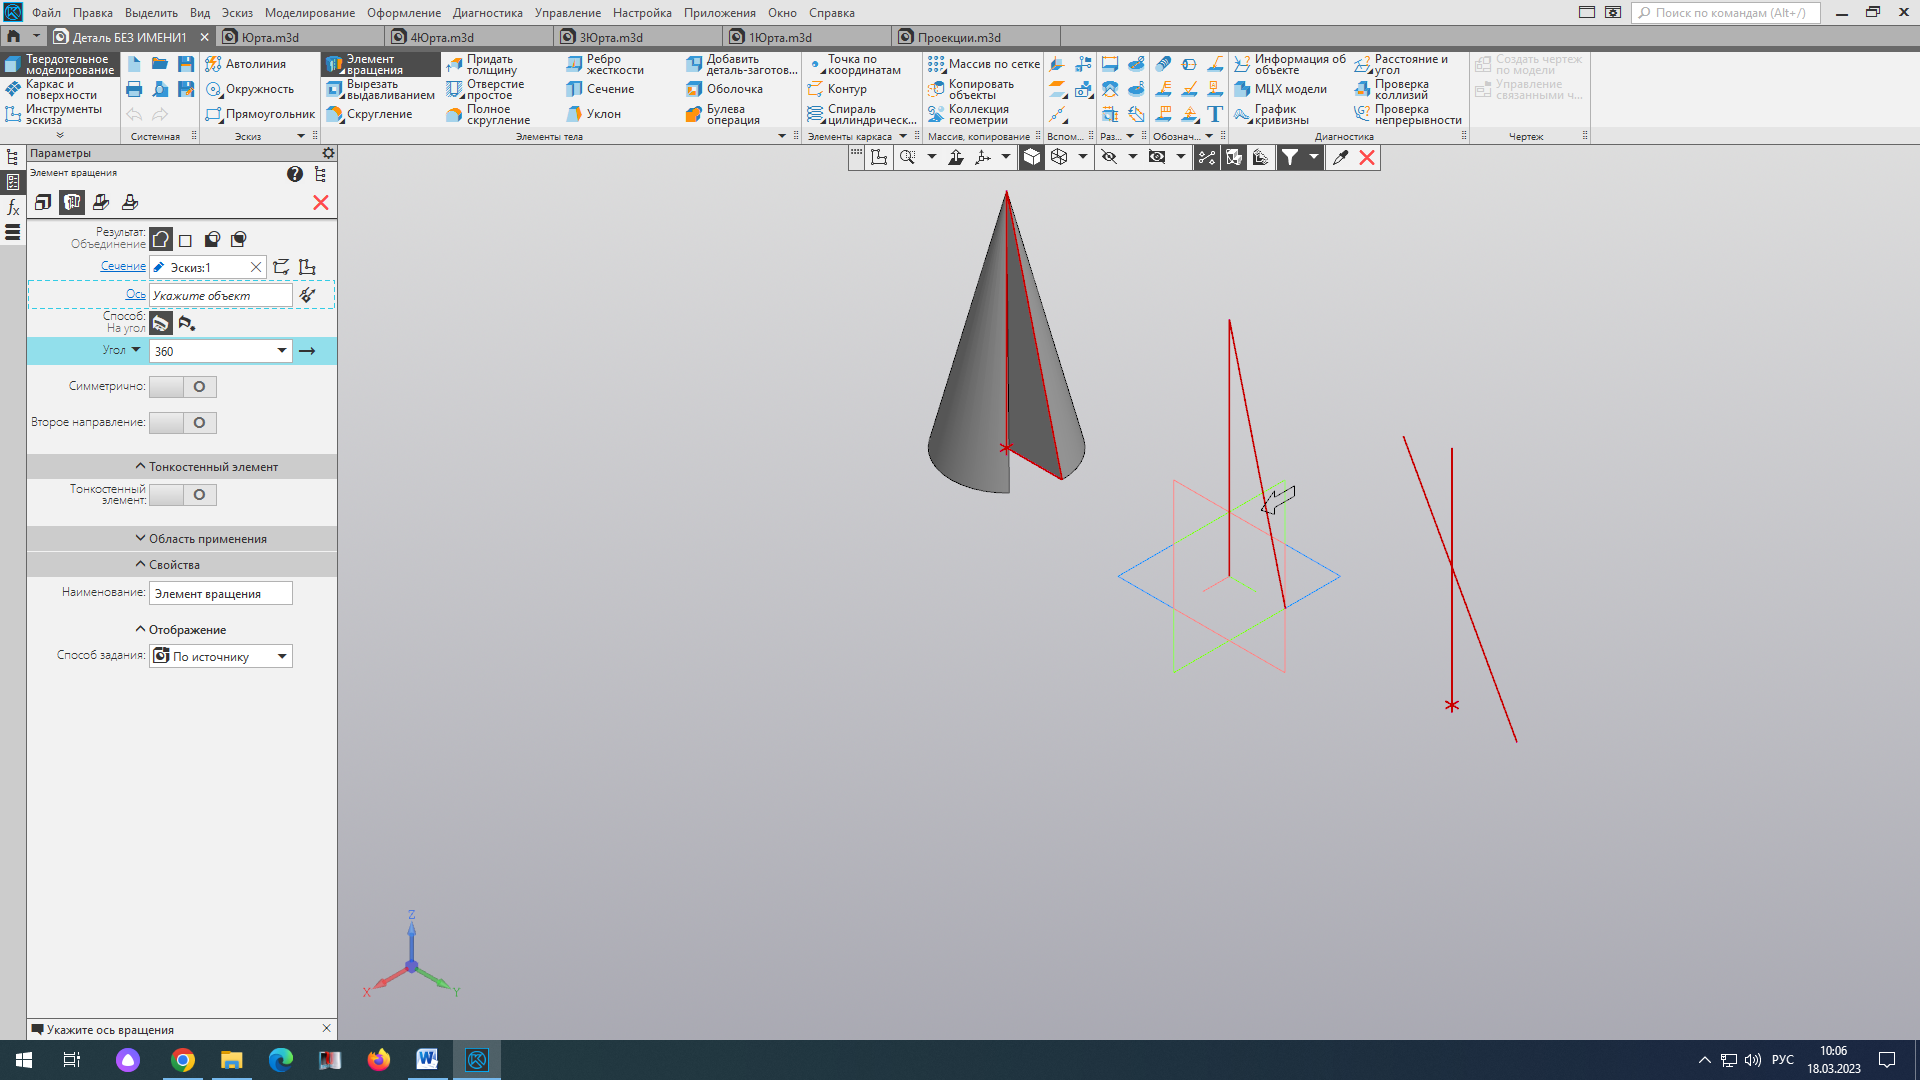 Файл Правка Выделить Вид Эскиз Моделирование Оформление Диагностика Управление Настройка Приложения Окно Справка
Поиск по командам (Alt+/)
Деталь БЕЗ ИМЕНИ1
Юрта.m3d
4Юрта.m3d
3Юрта.m3d
1Юрта.m3d
Проекции.m3d
Твердотельное моделирование
Каркас и поверхности
Инструменты эскиза
Системная
Автолиния
Окружность
Прямоугольник
Эскиз
Элемент вращения
Вырезать выдавливанием
Скругление
Придать толщину
Отверстие простое
Полное скругление
Ребро жесткости
Сечение
Уклон
Добавить деталь-заготов...
Оболочка
Булева операция
Элементы тела
Точка по координатам
Контур
Спираль цилиндрическ...
Элементы каркаса
Массив по сетке
Копировать объекты
Коллекция геометрии
Массив, копирование
Вспом...
Раз...
Обознач...
Информация об объекте
МЦХ модели
График кривизны
Расстояние и угол
Проверка коллизий
Проверка непрерывности
Диагностика
Создать чертеж по модели
Управление связанными ч...
Чертеж
Параметры
Элемент вращения
Результат:
Объединение
Сечение Эскиз:1
Ось Укажите объект
Способ:
На угол
Угол 360
Симметрично:
Второе направление:
Тонкостенный элемент
Тонкостенный
элемент:
Область применения
Свойства
Наименование: Элемент вращения
Отображение
Способ задания: По источнику
Z
X
Y
Укажите ось вращения
РУС
10:06
18.03.2023